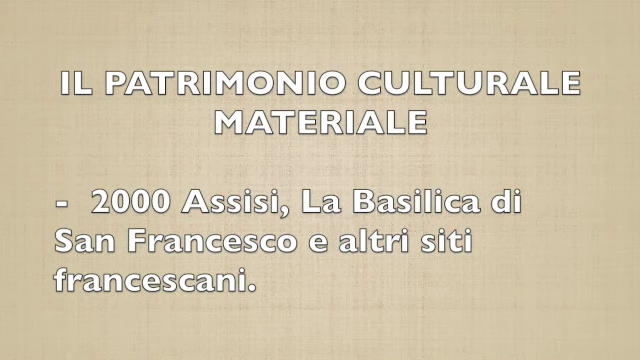 IL PATRIMONIO CULTURALE
MATERIALE
- 2000 Assisi, La Basilica di
San Francesco e altri siti
francescani.